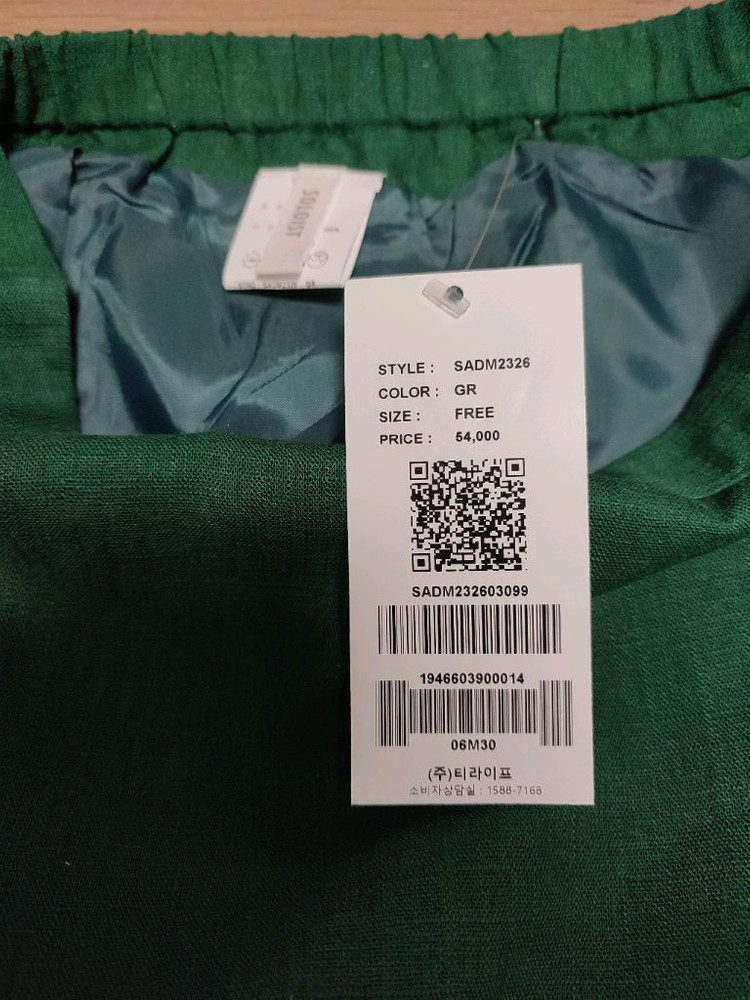 SOLOIST
STYLE : SADM2326
COLOR : GR
SIZE : FREE
PRICE : 54,000
SADM232603099
1946603900014
06M30
(주)티라이프
소비자상담실 : 1588-7168